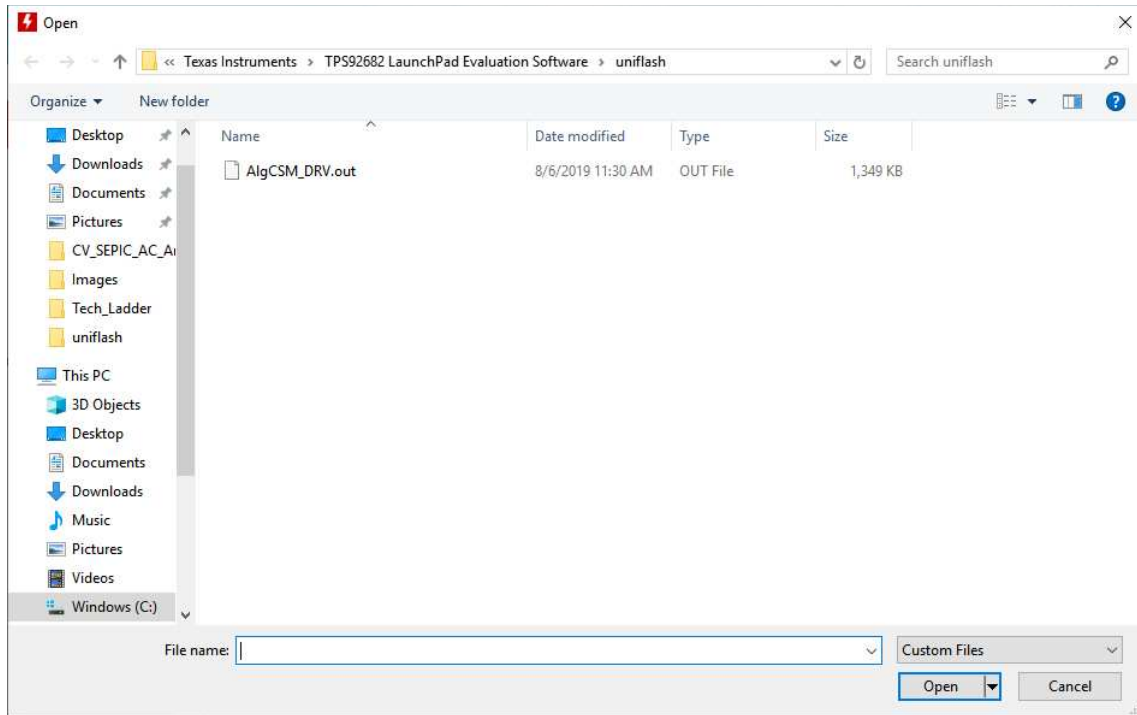 Open
« Texas Instruments > TPS92682 LaunchPad Evaluation Software > uniflash
Search uniflash
Organize
New folder
Name Date modified Type Size
AlgCSM_DRV.out 8/6/2019 11:30 AM OUT File 1,349 KB
Desktop
Downloads
Documents
Pictures
CV_SEPIC_AC_A
Images
Tech_Ladder
uniflash
This PC
3D Objects
Desktop
Documents
Downloads
Music
Pictures
Videos
Windows (C:)
File name:
Custom Files
Open
Cancel